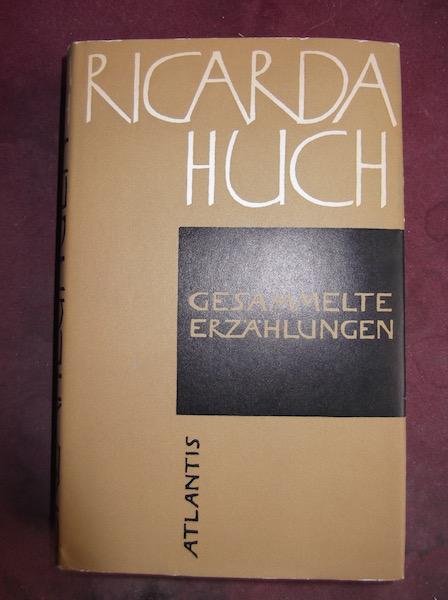 RICARDA
HUCH
GESAMMELTE
ERZÄHLUNGEN
ATLANTIS